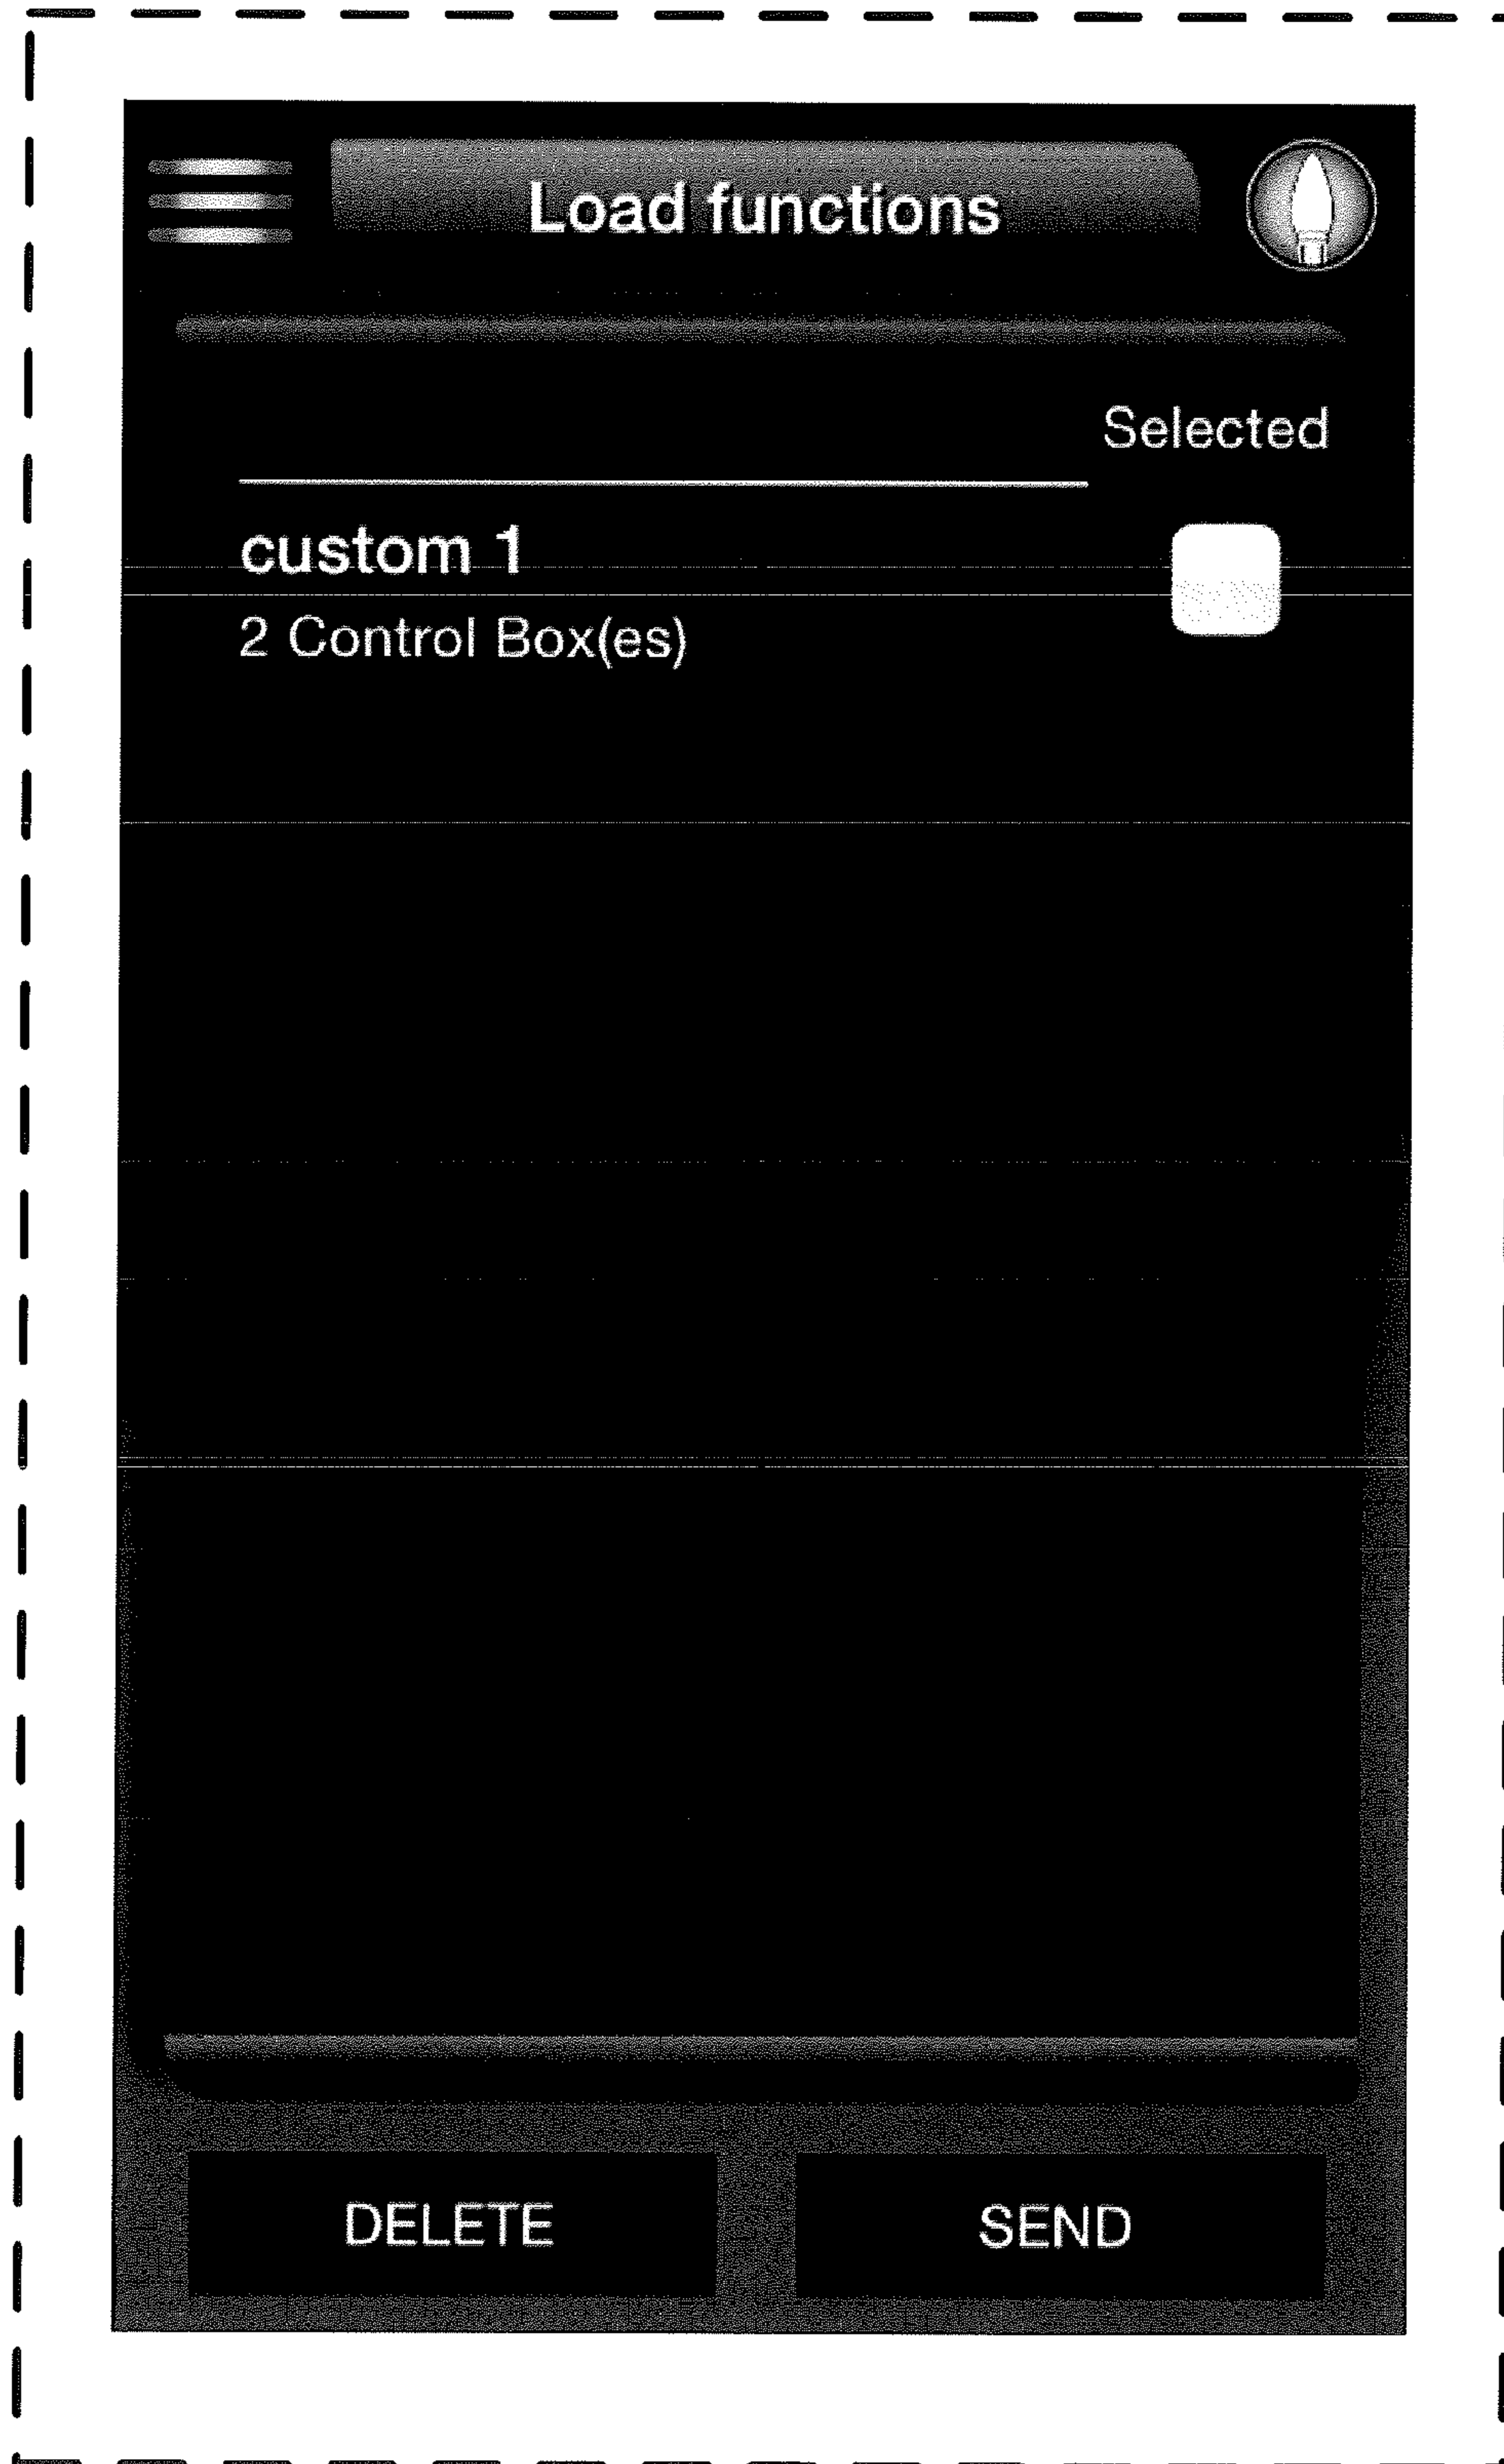 Load functions
Selected
custom 1
2 Control Box(es)
DELETE
SEND